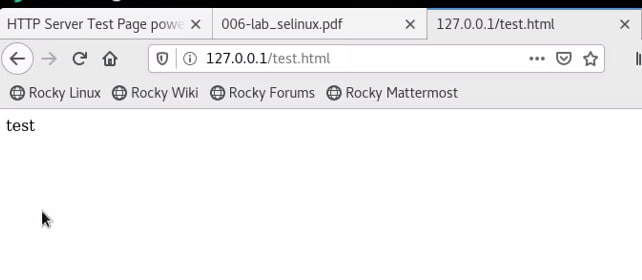 HTTP Server Test Page powe
006-lab_selinux.pdf
127.0.0.1/test.html
127.0.0.1/test.html
Rocky Linux Rocky Wiki Rocky Forums Rocky Mattermost
test